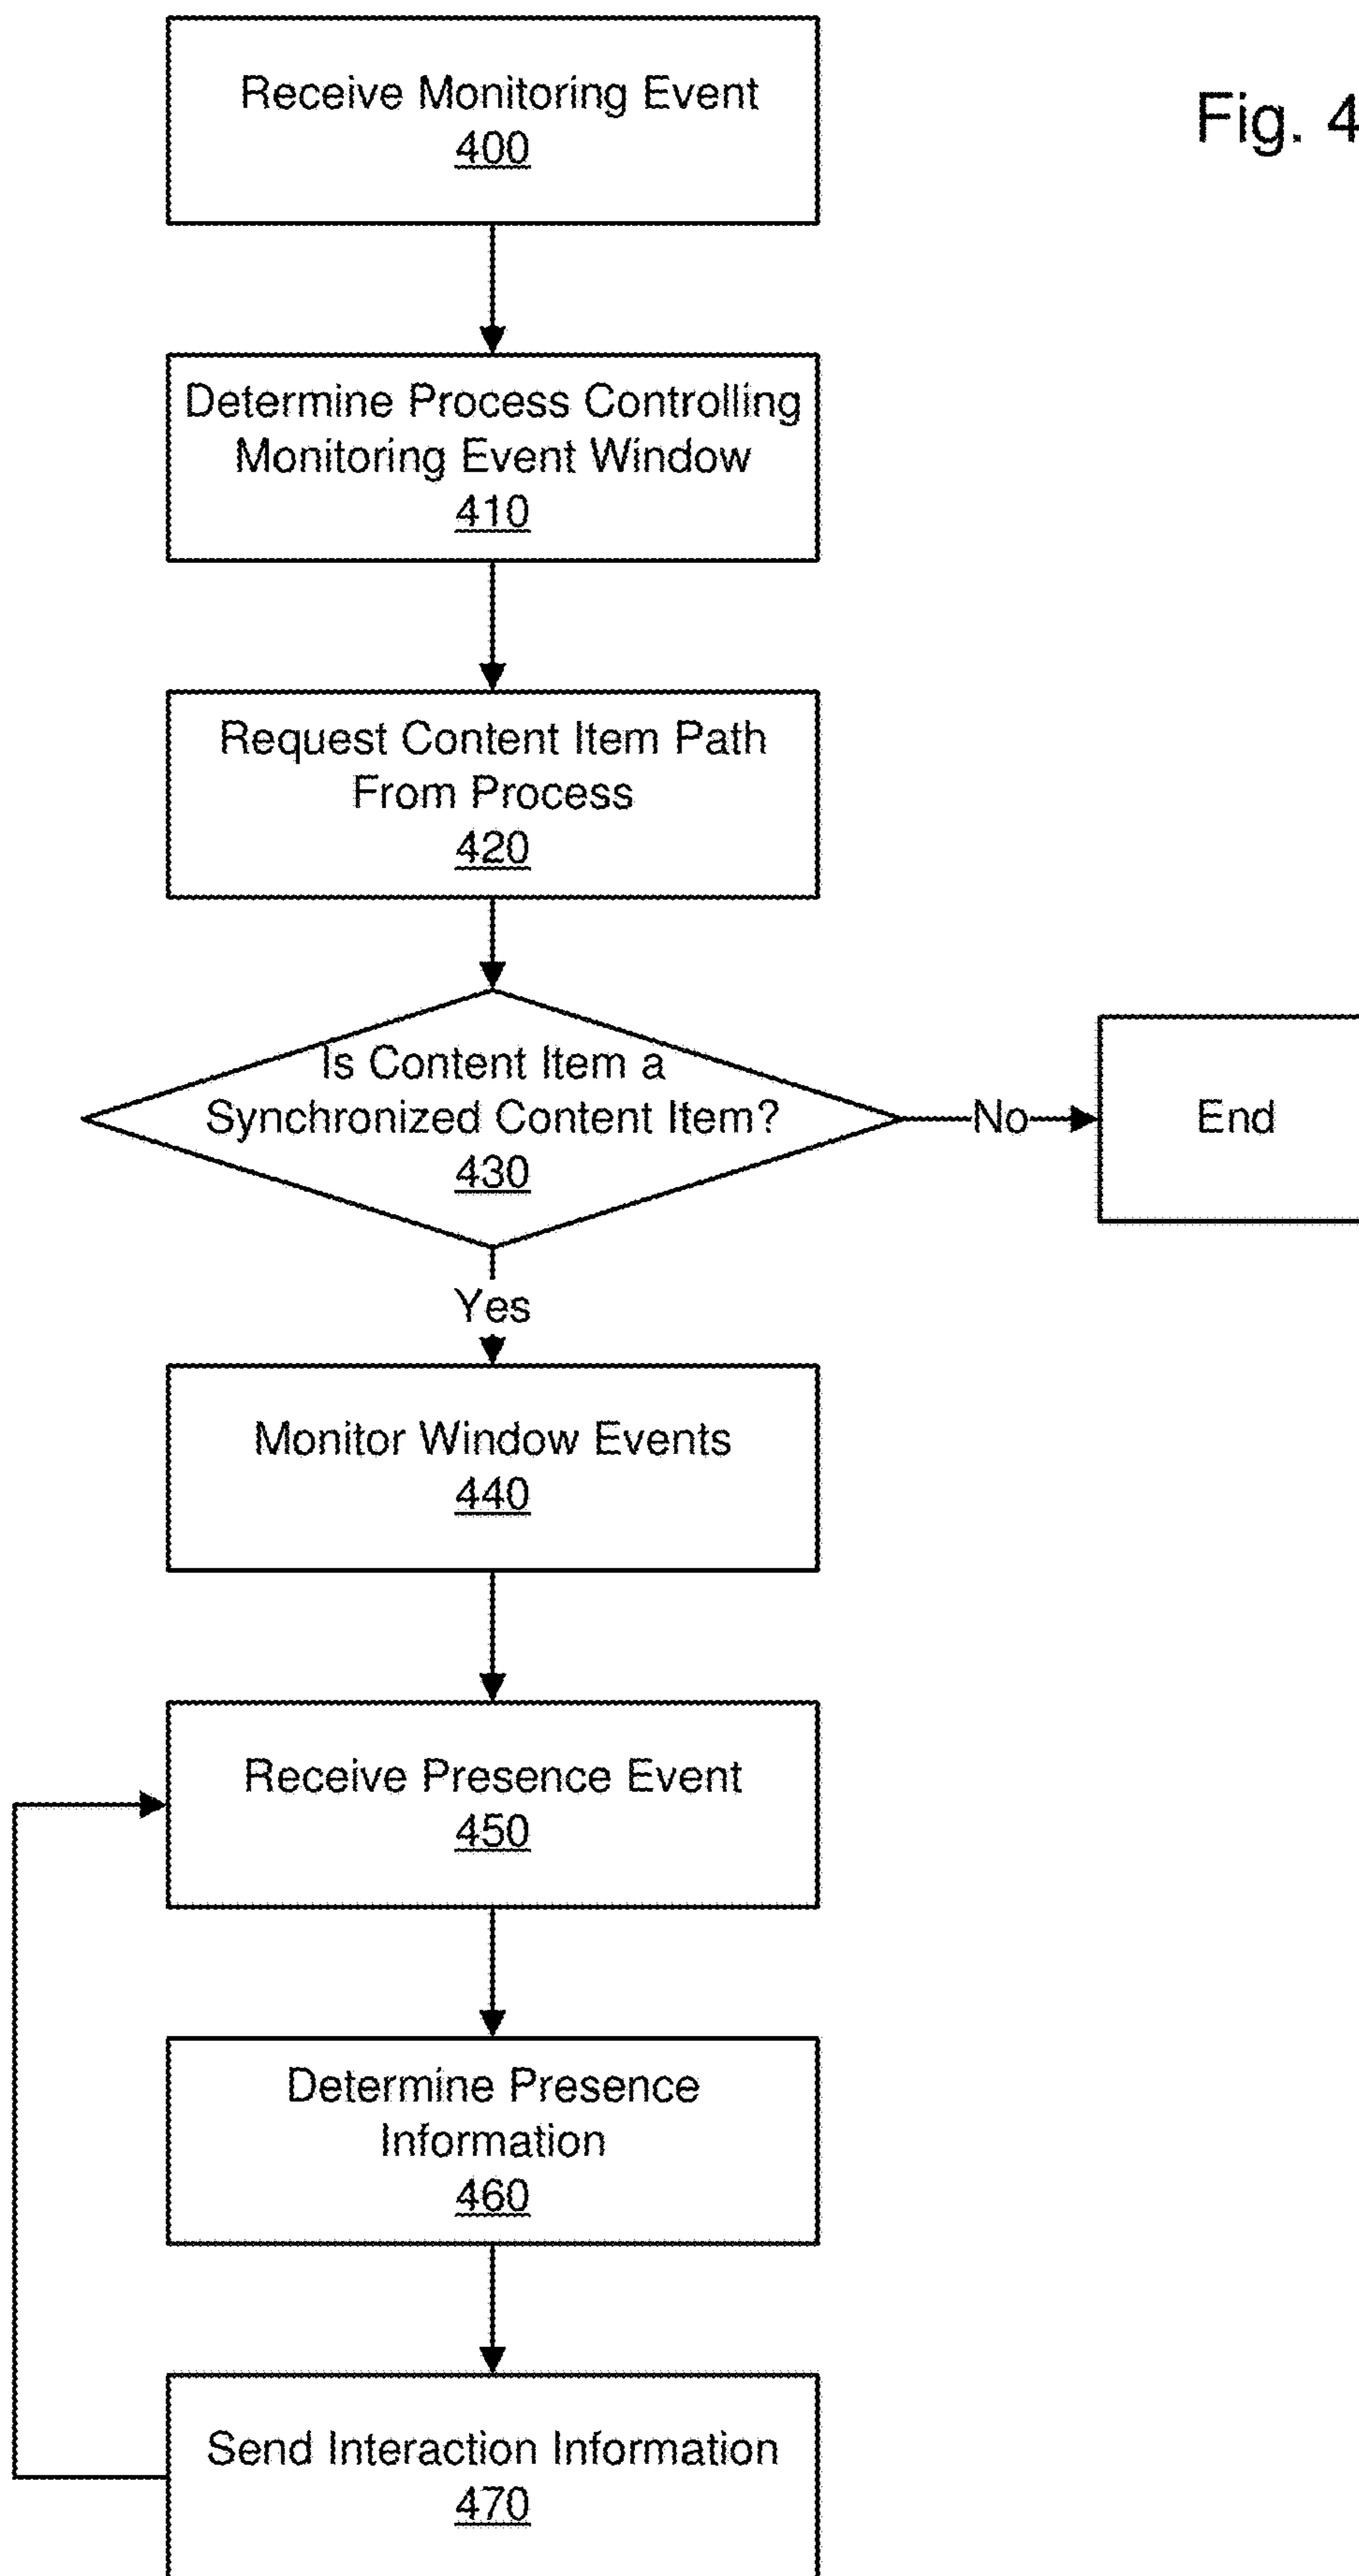 Fig. 4
Receive Monitoring Event
400
Determine Process Controlling
Monitoring Event Window
410
Request Content Item Path
From Process
420
Is Content Item a
Synchronized Content Item?
430
No
End
Yes
Monitor Window Events
440
Receive Presence Event
450
Determine Presence
Information
460
Send Interaction Information
470